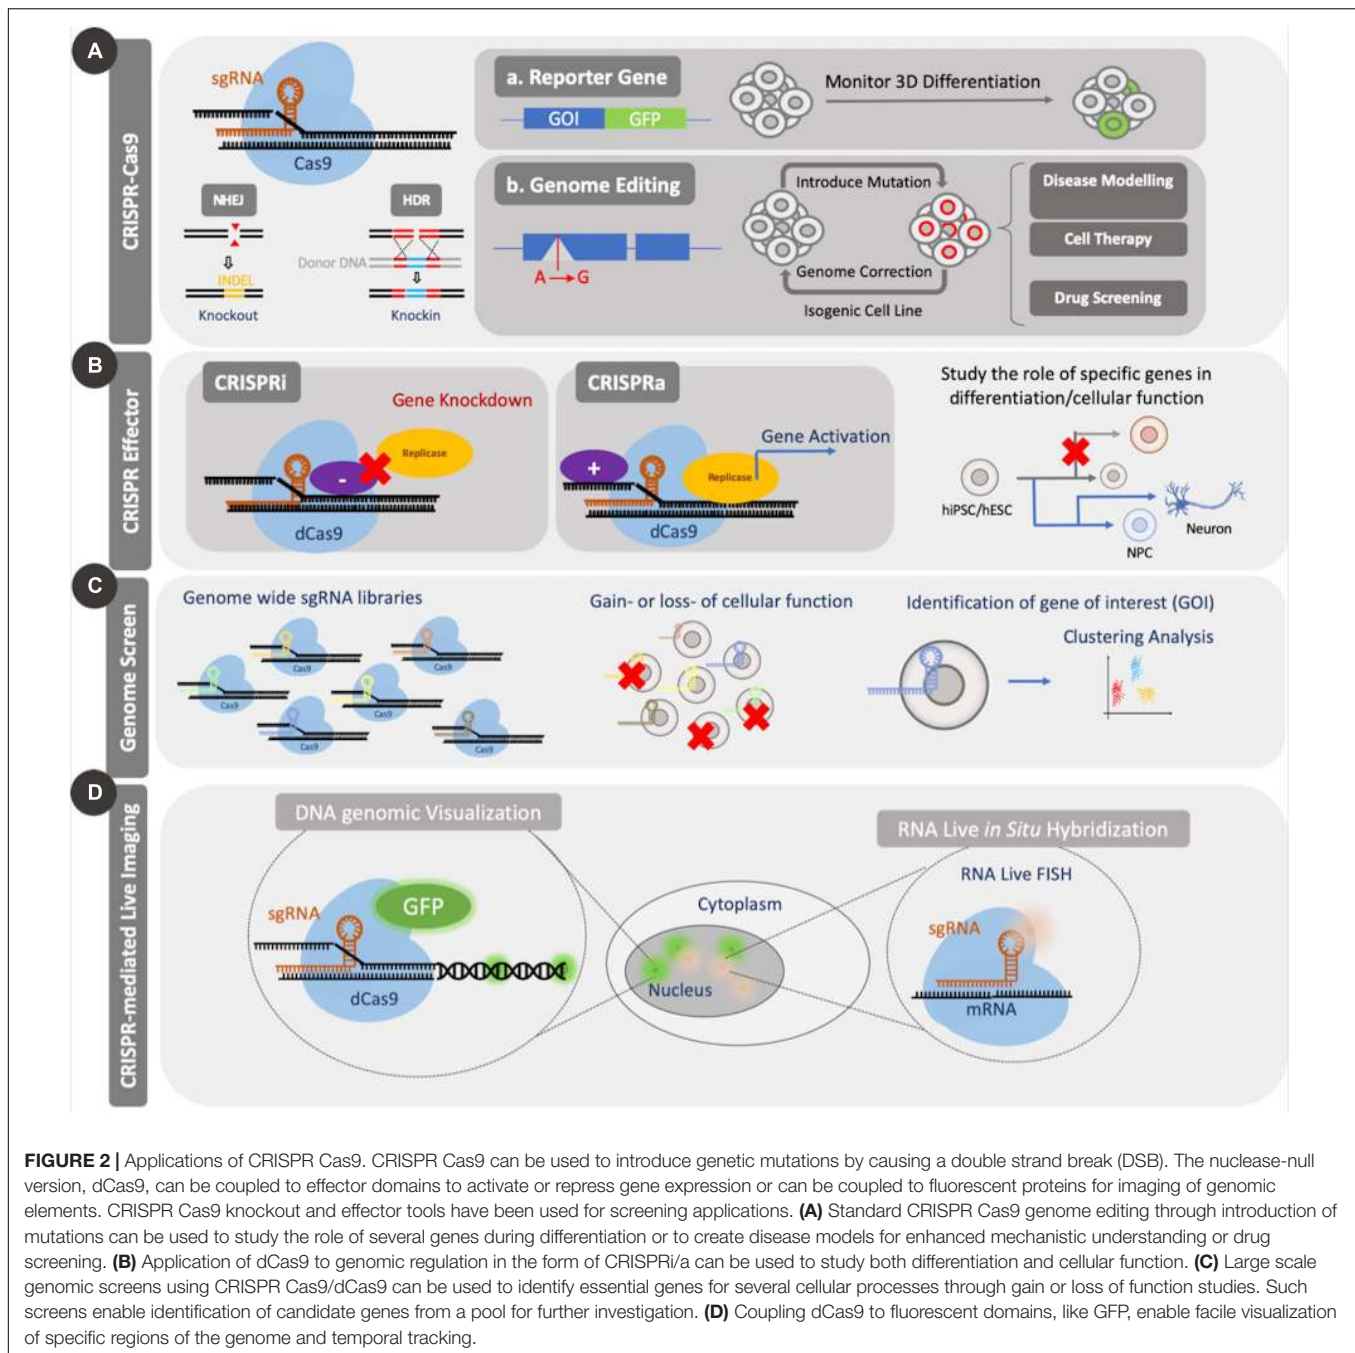 A
CRISPR-Cas9
sgRNA
Cas9
NHEJ
INDEL
Knockout
HDR
Donor DNA
Knockin
a. Reporter Gene
GOI
GFP
Monitor 3D Differentiation
b. Genome Editing
A
G
Introduce Mutation
Genome Correction
Isogenic Cell Line
Disease Modelling
Cell Therapy
Drug Screening
B
CRISPR Effector
CRISPRi
Gene Knockdown
-
Replicase
dCas9
CRISPRa
Gene Activation
+
Replicase
dCas9
Study the role of specific genes in
differentiation/cellular function
hiPSC/hESC
NPC
Neuron
C
Genome Screen
Genome wide sgRNA libraries
Cas9
Cas9
Cas9
Cas9
Cas9
Cas9
Gain- or loss- of cellular function
Identification of gene of interest (GOI)
Clustering Analysis
D
CRISPR-mediated Live Imaging
DNA genomic Visualization
GFP
sgRNA
dCas9
Cytoplasm
Nucleus
RNA Live in Situ Hybridization
RNA Live FISH
sgRNA
mRNA
FIGURE 2 | Applications of CRISPR Cas9. CRISPR Cas9 can be used to introduce genetic mutations by causing a double strand break (DSB). The nuclease-null
version, dCas9, can be coupled to effector domains to activate or repress gene expression or can be coupled to fluorescent proteins for imaging of genomic
elements. CRISPR Cas9 knockout and effector tools have been used for screening applications. (A) Standard CRISPR Cas9 genome editing through introduction of
mutations can be used to study the role of several genes during differentiation or to create disease models for enhanced mechanistic understanding or drug
screening. (B) Application of dCas9 to genomic regulation in the form of CRISPRi/a can be used to study both differentiation and cellular function. (C) Large scale
genomic screens using CRISPR Cas9/dCas9 can be used to identify essential genes for several cellular processes through gain or loss of function studies. Such
screens enable identification of candidate genes from a pool for further investigation. (D) Coupling dCas9 to fluorescent domains, like GFP, enable facile visualization
of specific regions of the genome and temporal tracking.